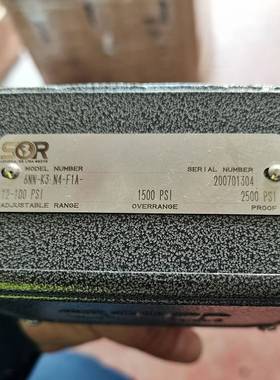 SOR
MODEL NUMBER SERIAL NUMBER
6NN-K3 N4-F1A- 200701304
12-100 PSI 1500 PSI 2500 PSI
ADJUSTABLE RANGE OVERRANGE PROOF